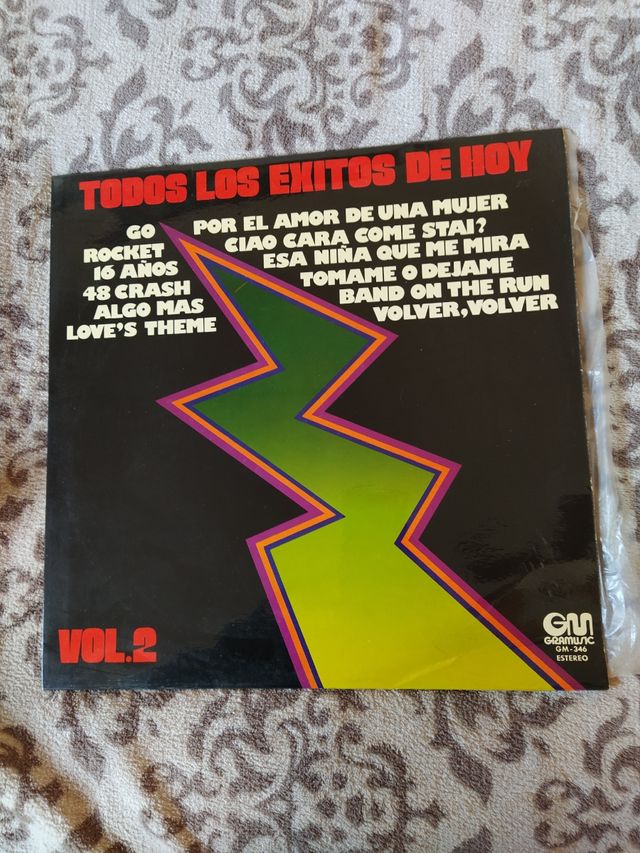 TODOS LOS EXITOS DE HOY
GO
ROCKET
16 AÑOS
48 CRASH
ALGO MAS
LOVE'S THEME
POR EL AMOR DE UNA MUJER
CIAO CARA COME STAI?
ESA NIÑA QUE ME MIRA
TOMAME O DEJAME
BAND ON THE RUN
VOLVER, VOLVER
VOL.2
GM
GRAMUSIC
GM-346
ESTEREO